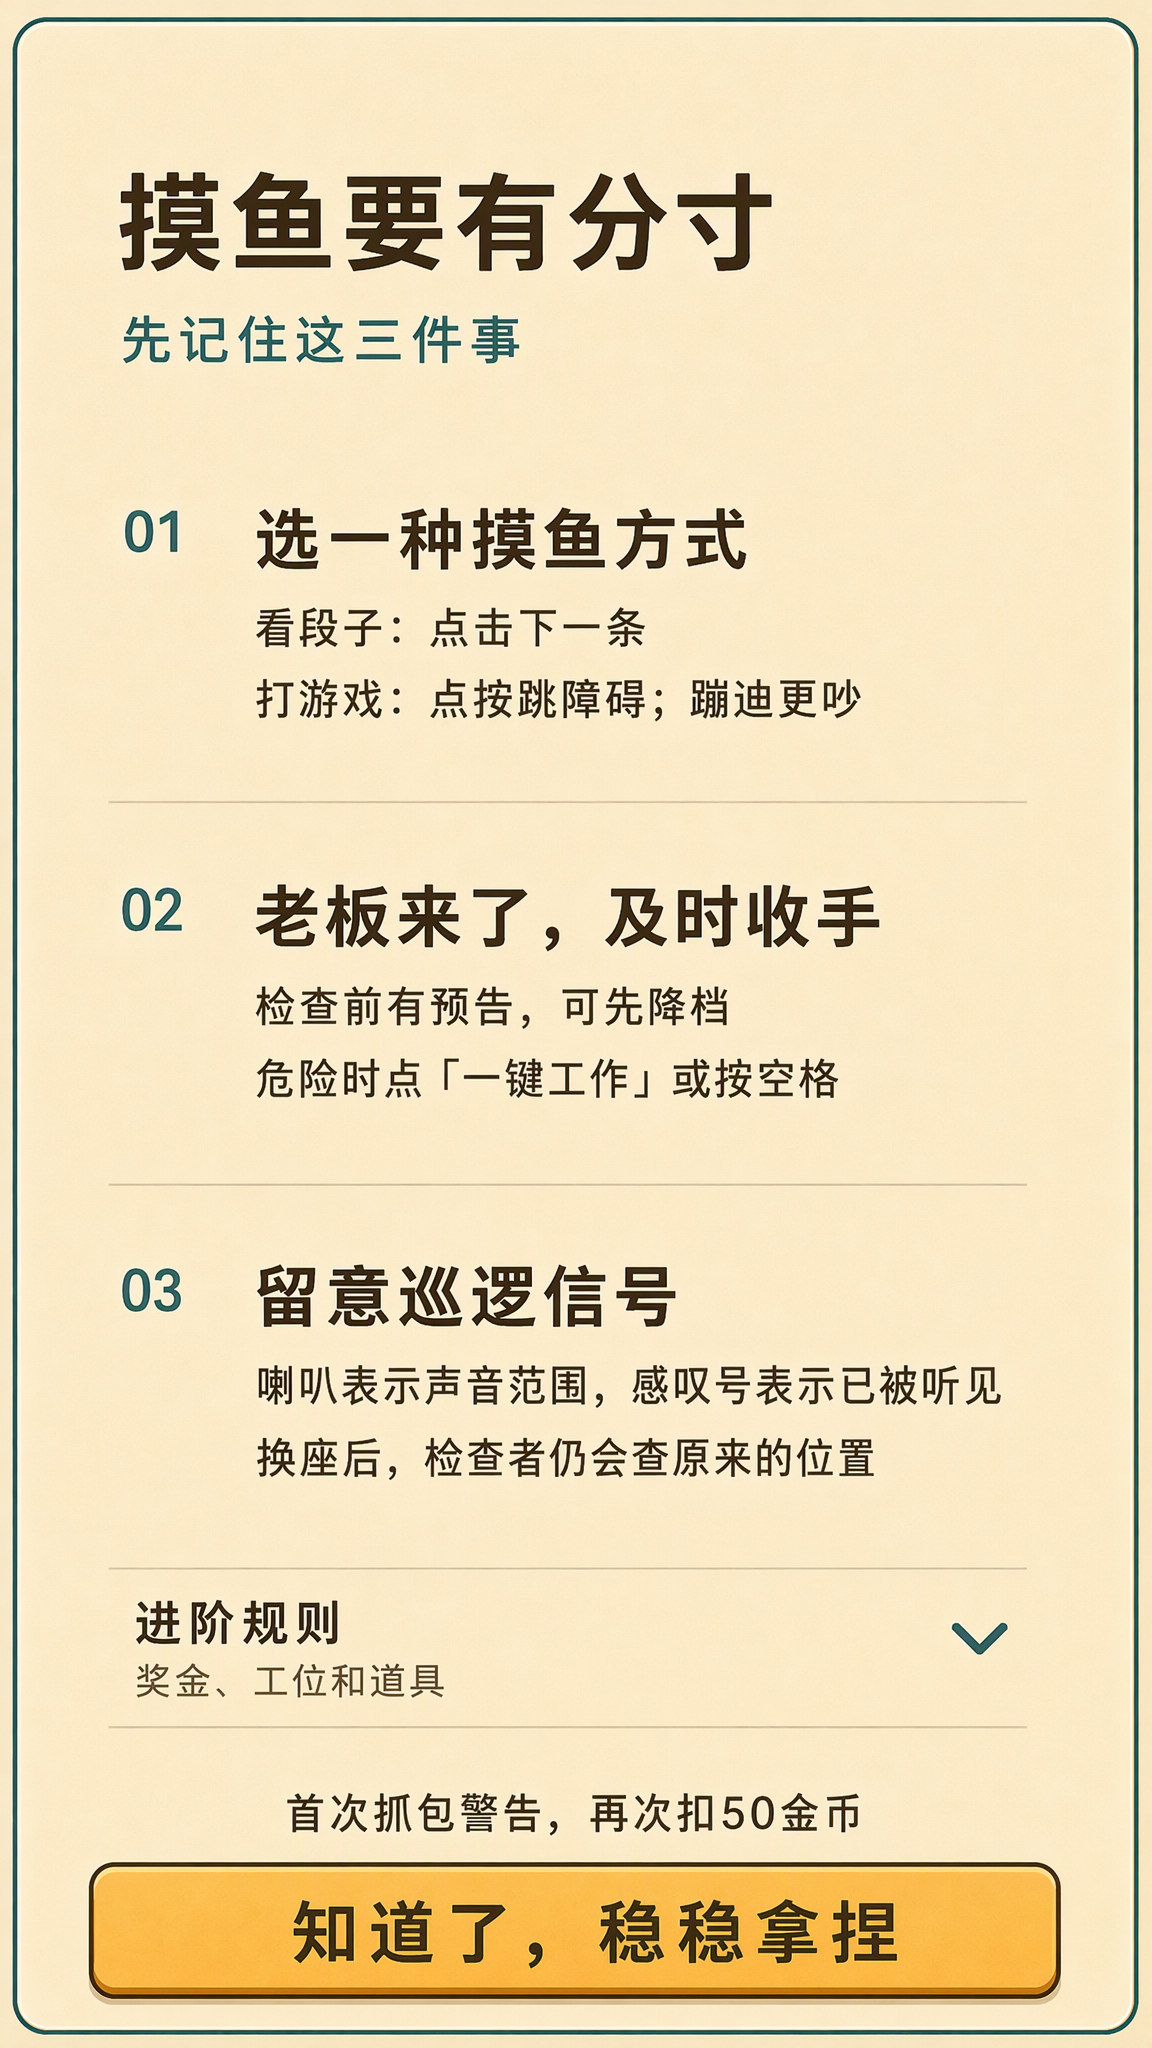 摸鱼要有分寸
先记住这三件事
01 选一种摸鱼方式
看段子：点击下一条
打游戏：点按跳障碍；蹦迪更吵
02 老板来了，及时收手
检查前有预告，可先降档
危险时点「一键工作」或按空格
03 留意巡逻信号
喇叭表示声音范围，感叹号表示已被听见
换座后，检查者仍会查原来的位置
进阶规则
奖金、工位和道具
首次抓包警告，再次扣50金币
知道了，稳稳拿捏